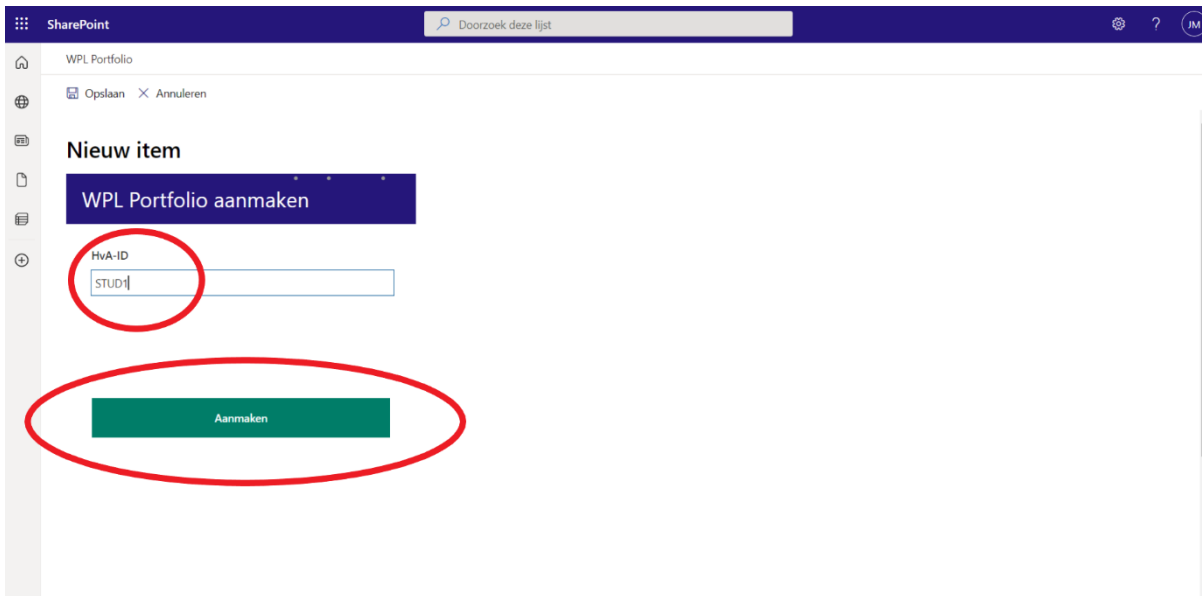 SharePoint
Doorzoek deze lijst
?
JM
WPL Portfolio
Opslaan Annuleren
Nieuw item
WPL Portfolio aanmaken
HvA-ID
STUD1
Aanmaken